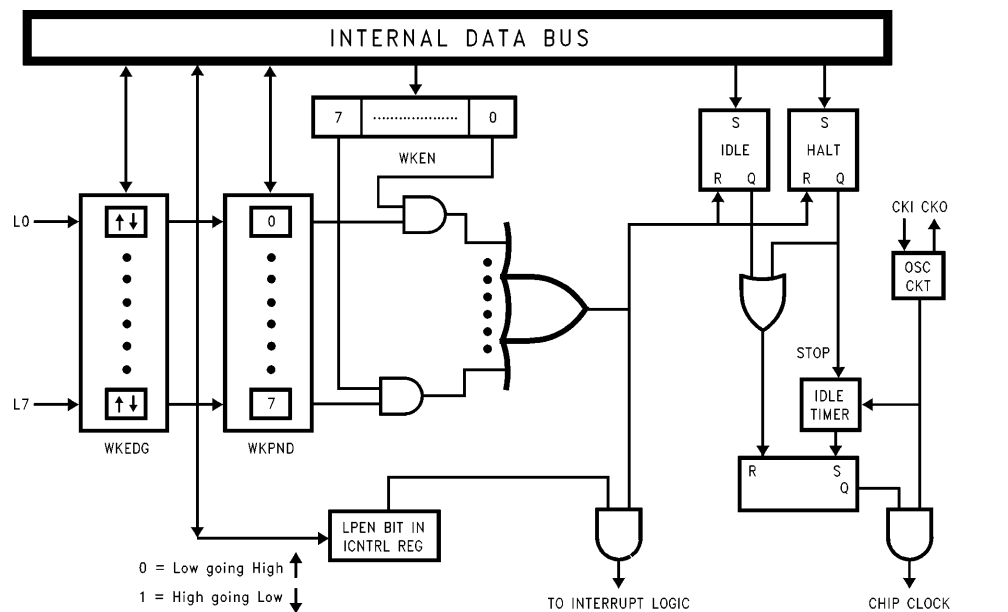 INTERNAL DATA BUS
7 .................... 0
WKEN
S
IDLE
R Q
S
HALT
R Q
CKI CKO
OSC
CKT
L0
0
L7
7
WKEDG
WKPND
STOP
IDLE
TIMER
R S
Q
LPEN BIT IN
ICNTRL REG
0 = Low going High ↑
1 = High going Low ↓
TO INTERRUPT LOGIC
CHIP CLOCK